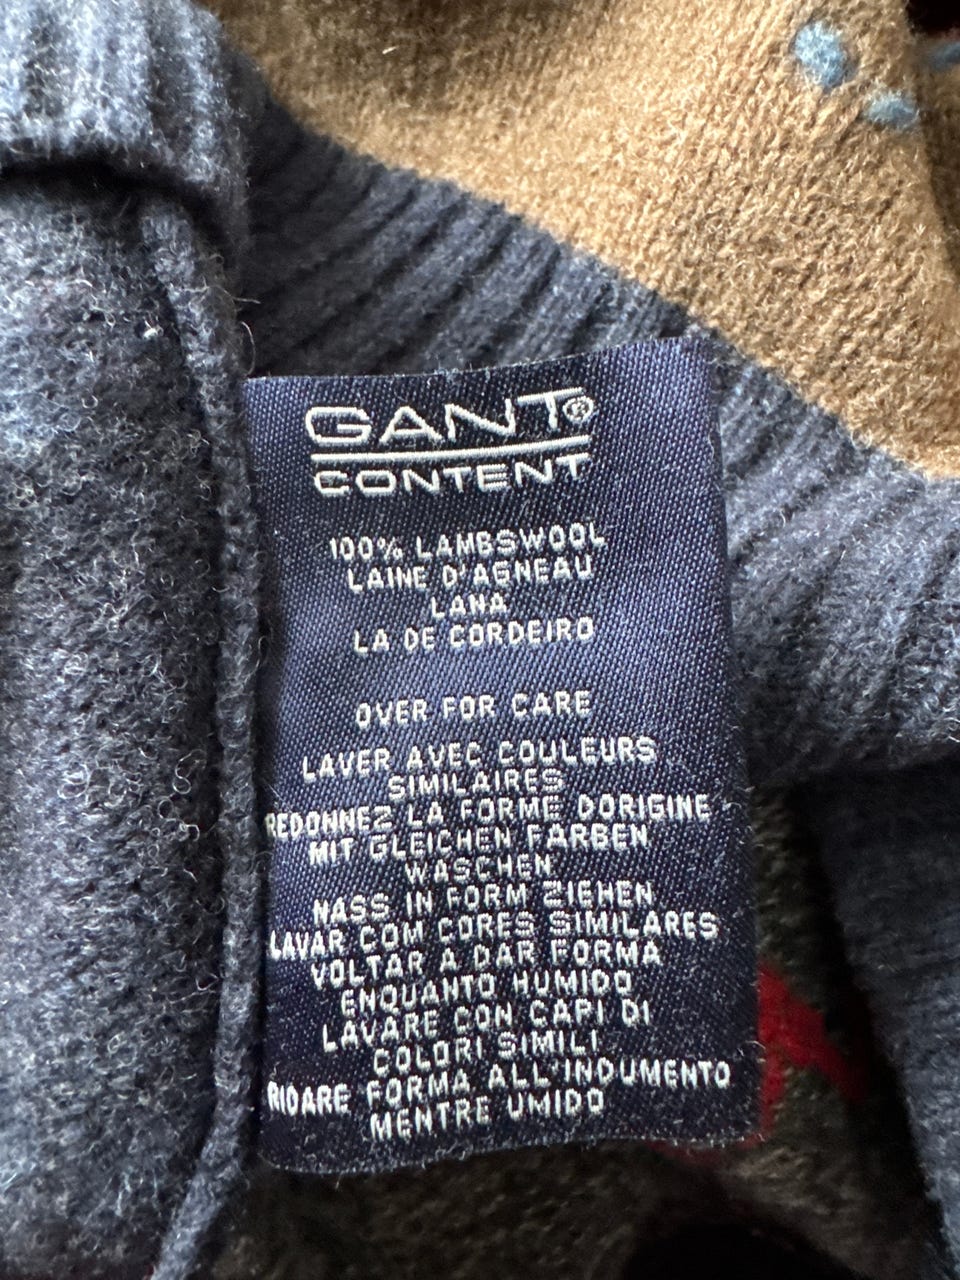 GANT®
CONTENT
100% LAMBSWOOL
LAINE D'AGNEAU
LANA
LA DE CORDEIRO
OVER FOR CARE
LAVER AVEC COULEURS
SIMILAIRES
REDONNEZ LA FORME DORIGINE
MIT GLEICHEN FARBEN
WASCHEN
NASS IN FORM ZIEHEN
LAVAR COM CORES SIMILARES
VOLTAR A DAR FORMA
ENQUANTO HUMIDO
LAVARE CON CAPI DI
COLORI SIMILI
RIDARE FORMA ALL'INDUMENTO
MENTRE UMIDO